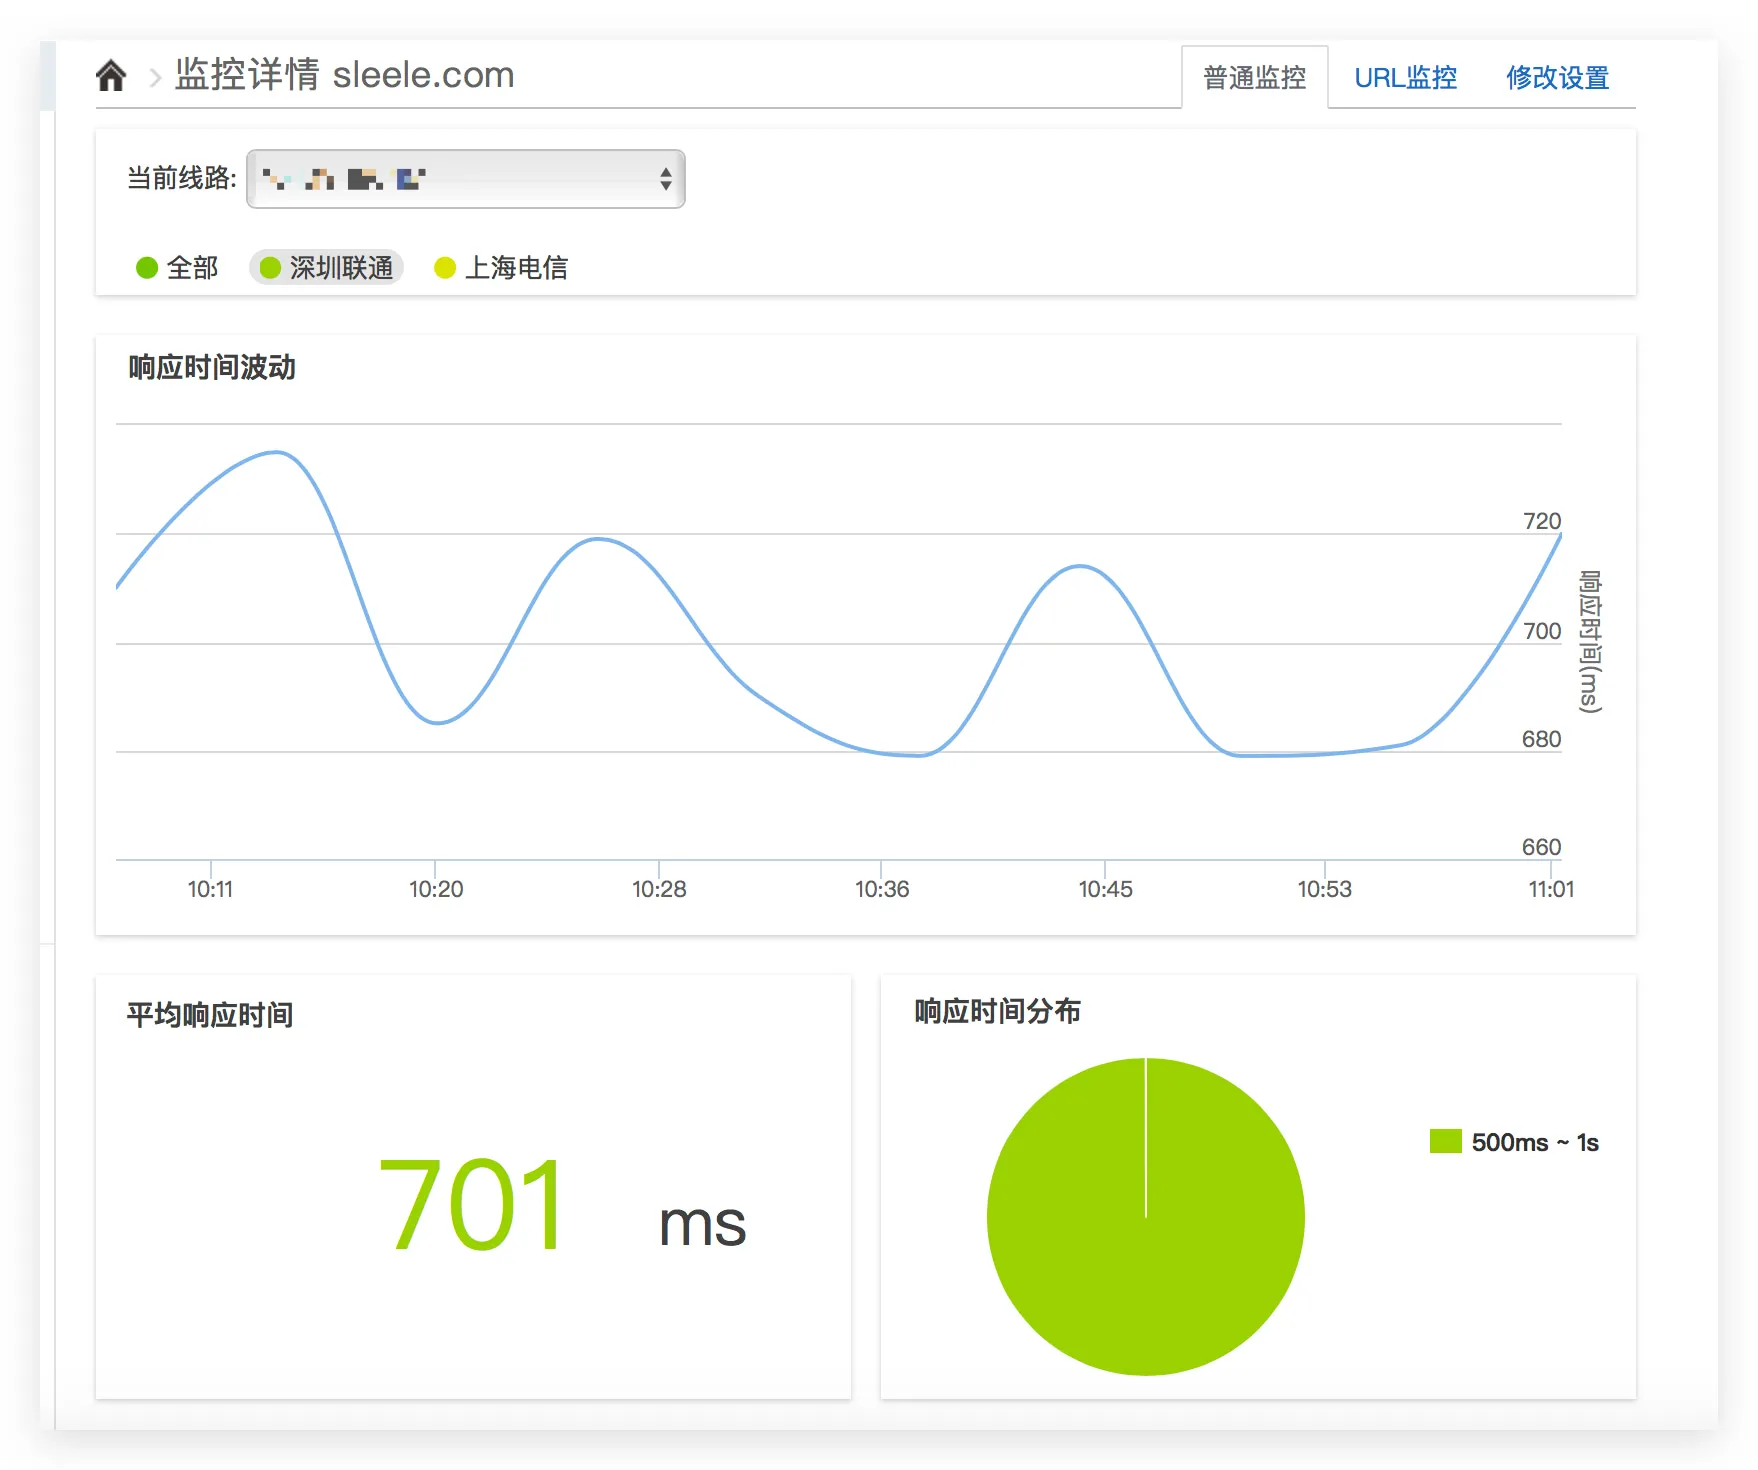 监控详情 sleele.com
普通监控 URL监控 修改设置
当前线路:
全部 深圳联通 上海电信
响应时间波动
720
700
680
660
响应时间(ms)
10:11 10:20 10:28 10:36 10:45 10:53 11:01
平均响应时间
701 ms
响应时间分布
500ms ~ 1s